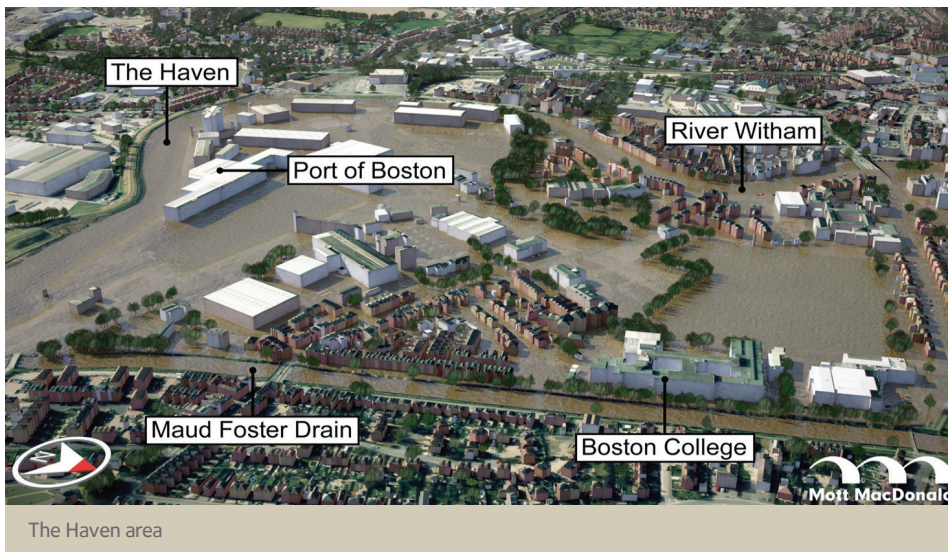 The Haven
River Witham
Port of Boston
Maud Foster Drain
Boston College
N
Mott MacDonald
The Haven area